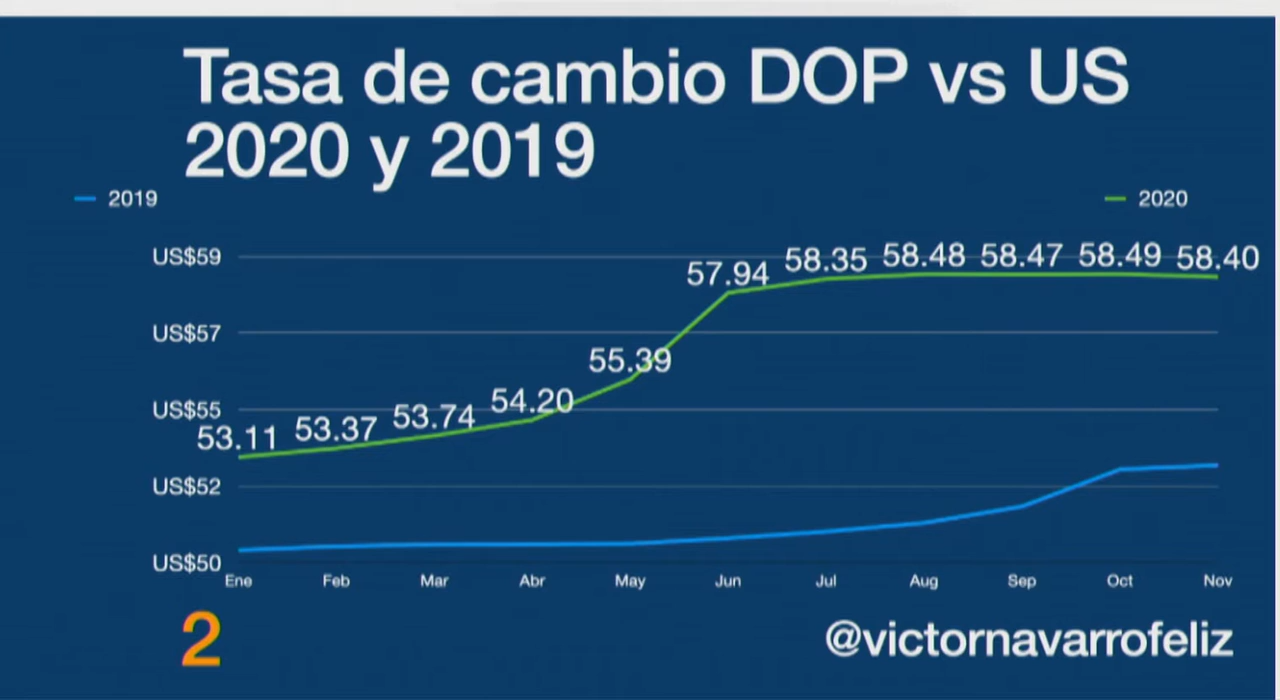 Tasa de cambio DOP vs US
2020 y 2019
2019
2020
US$59
57.94 58.35 58.48 58.47 58.49 58.40
US$57
55.39
US$55
53.11 53.37 53.74 54.20
US$52
US$50
Ene Feb Mar Abr May Jun Jul Aug Sep Oct Nov
2
@victornavarrofeliz